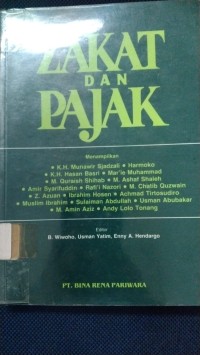 ZAKAT
DAN
PAJAK
Menampilkan
• K.H. Munawir Sjadzali • Harmoko
• K.H. Hasan Basri • Mar'ie Muhammad
• M. Quraish Shihab • M. Ashaf Shaleh
• Amir Syarifuddin • Rafi'i Nazori • M. Chatib Quzwain
• Z. Azuan • Ibrahim Hosen • Achmad Tirtosudiro
• Muslim Ibrahim • Sulaiman Abdullah • Usman Abubakar
• M. Amin Aziz • Andy Lolo Tonang
Editor
B. Wiwoho, Usman Yatim, Enny A. Hendargo
PT. BINA RENA PARIWARA